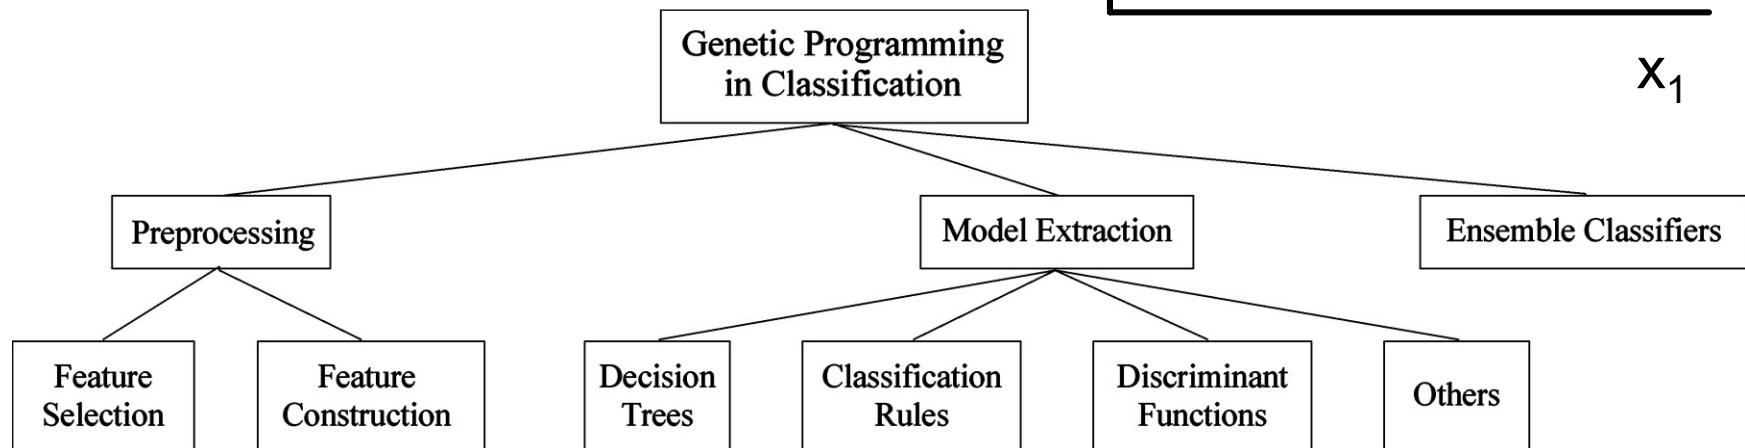 Genetic Programming
in Classification
x₁
Preprocessing
Model Extraction
Ensemble Classifiers
Feature
Selection
Feature
Construction
Decision
Trees
Classification
Rules
Discriminant
Functions
Others